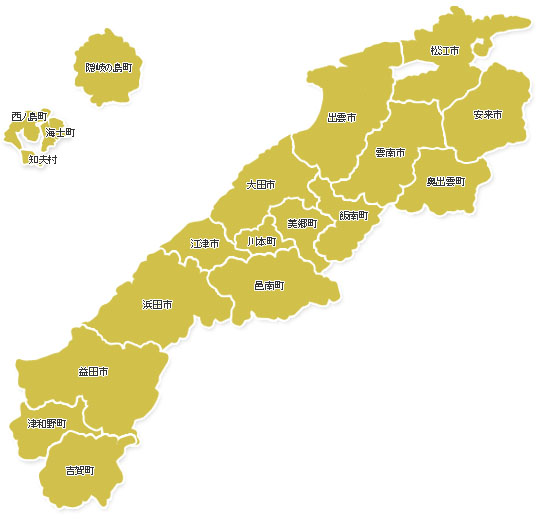 松江市
隠岐の島町
西ノ島町
海士町
知夫村
出雲市
安来市
雲南市
奥出雲町
大田市
飯南町
美郷町
川本町
江津市
邑南町
浜田市
益田市
津和野町
吉賀町